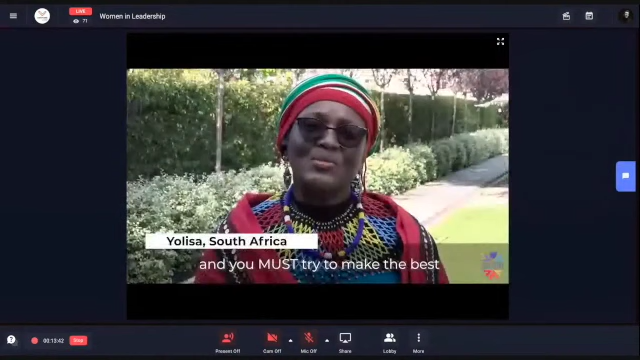 LIVE
71
Women in Leadership
Yolisa, South Africa
and you MUST try to make the best
00:13:42
Stop
Present Off
Cam Off
Mic Off
Share
Lobby
More